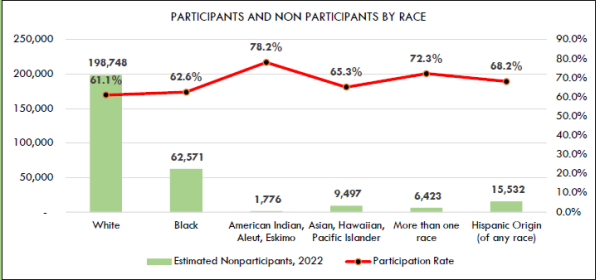 PARTICIPANTS AND NON PARTICIPANTS BY RACE
250,000
200,000
150,000
100,000
50,000
-
90.0%
80.0%
70.0%
60.0%
50.0%
40.0%
30.0%
20.0%
10.0%
0.0%
198,748
61.1%
62.6%
62,571
78.2%
1,776
65.3%
9,497
72.3%
6,423
68.2%
15,532
White
Black
American Indian,
Aleut, Eskimo
Asian, Hawaiian,
Pacific Islander
More than one
race
Hispanic Origin
(of any race)
Estimated Nonparticipants, 2022
Participation Rate